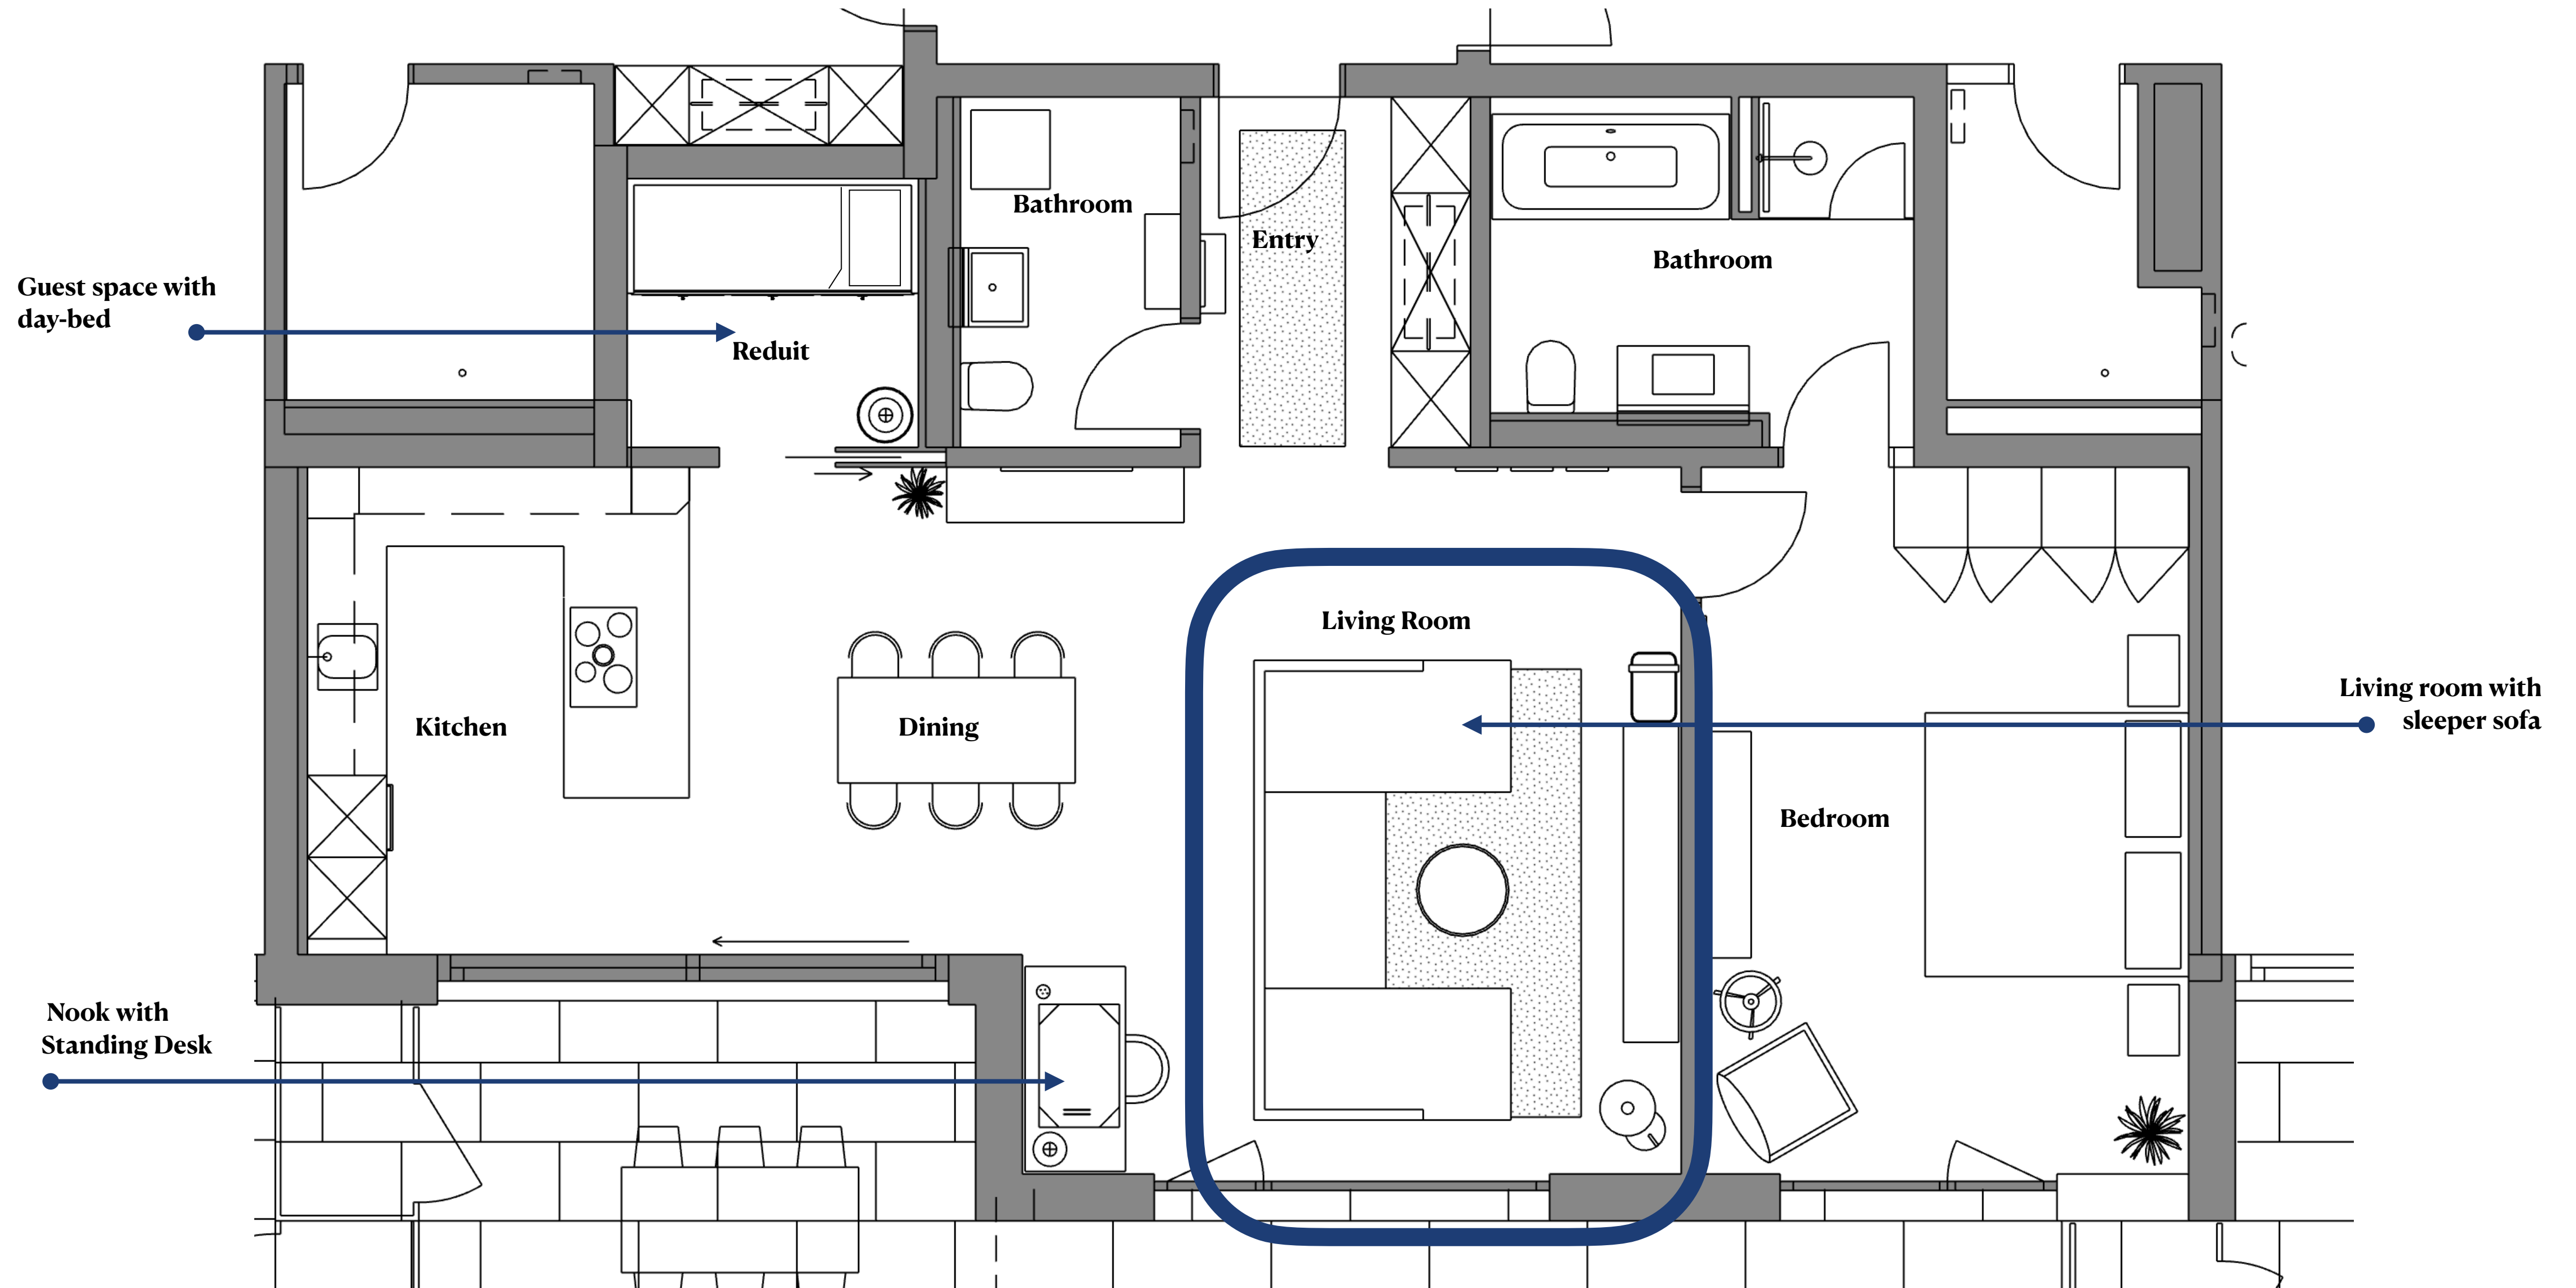 Bathroom
Entry
Bathroom
Guest space with
day-bed
Reduit
Living Room
Living room with
sleeper sofa
Kitchen
Dining
Bedroom
Nook with
Standing Desk